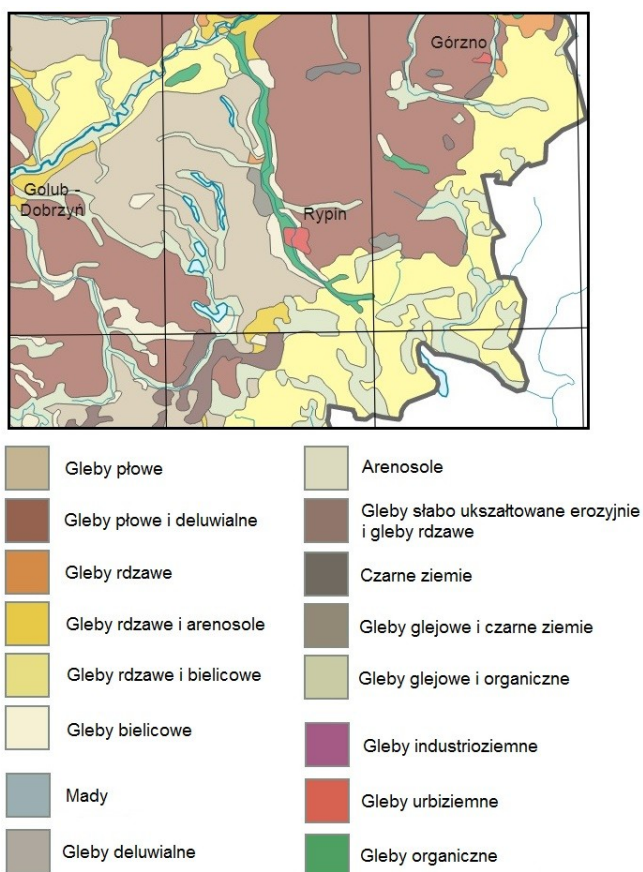 Górzno
Golub -
Dobrzyń
Rypin
Gleby płowe
Gleby płowe i deluwialne
Gleby rdzawe
Gleby rdzawe i arenosole
Gleby rdzawe i bielicowe
Gleby bielicowe
Mady
Gleby deluwialne
Arenosole
Gleby słabo ukszałtowane erozyjnie
i gleby rdzawe
Czarne ziemie
Gleby glejowe i czarne ziemie
Gleby glejowe i organiczne
Gleby industrioziemne
Gleby urbiziemne
Gleby organiczne